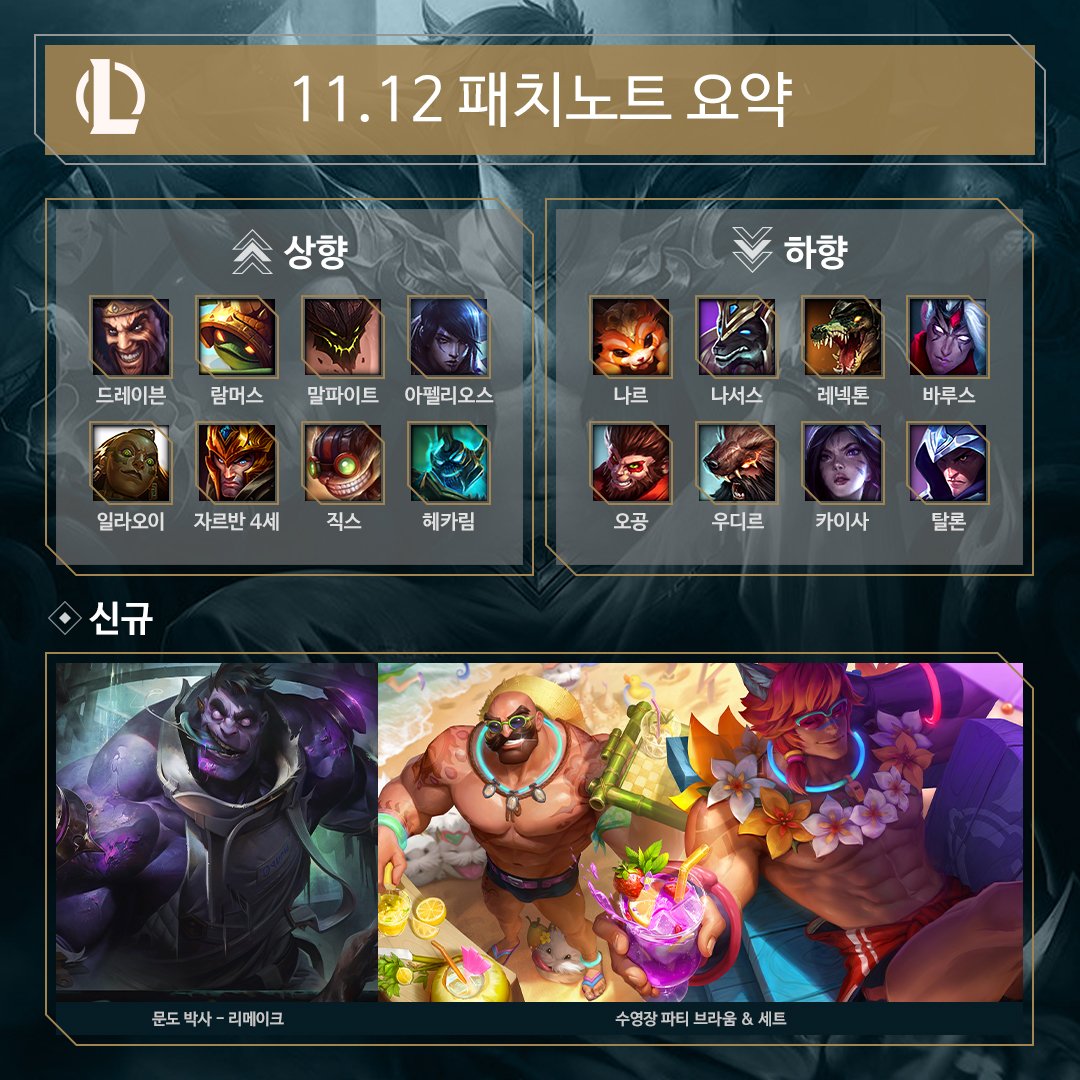 11.12 패치노트 요약
상향
드레이븐 람머스 말파이트 아펠리오스
일라오이 자르반 4세 직스 헤카림
하향
나르 나서스 레넥톤 바루스
오공 우디르 카이사 탈론
신규
문도 박사 - 리메이크
수영장 파티 브라움 & 세트